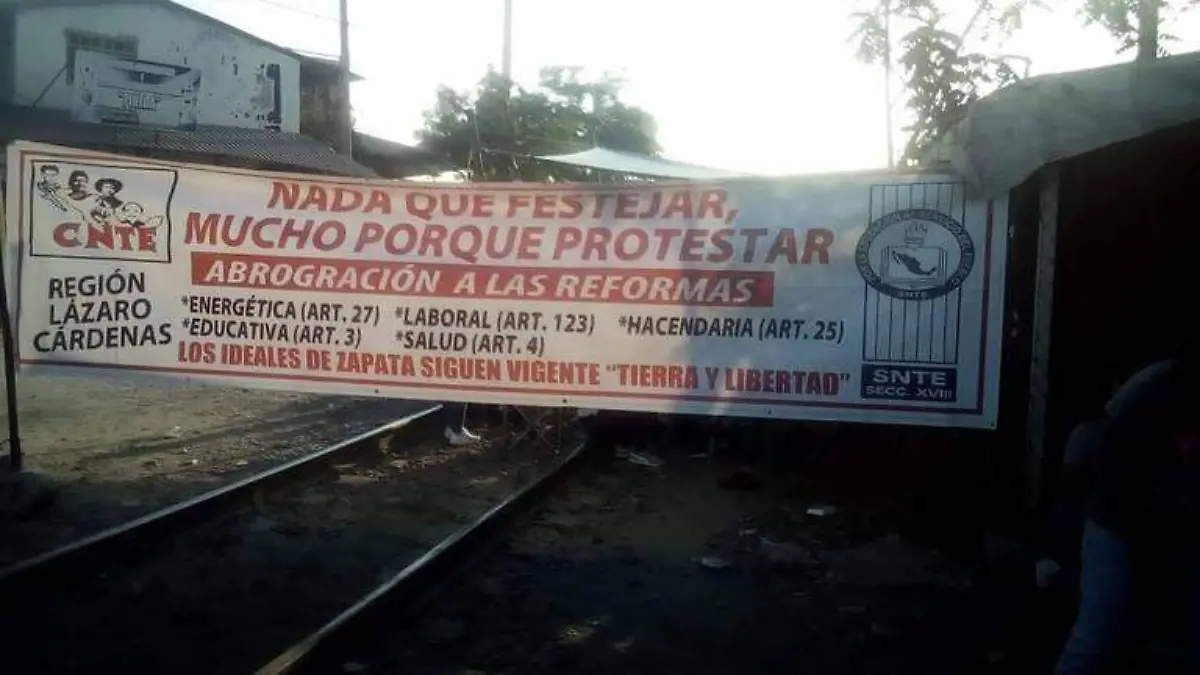 CNTE
REGIÓN
LÁZARO
CÁRDENAS
NADA QUE FESTEJAR,
MUCHO PORQUE PROTESTAR
ABROGRACIÓN A LAS REFORMAS
*ENERGÉTICA (ART. 27) *LABORAL (ART. 123) *HACENDARIA (ART. 25)
*EDUCATIVA (ART. 3) *SALUD (ART. 4)
LOS IDEALES DE ZAPATA SIGUEN VIGENTE "TIERRA Y LIBERTAD"
SNTE
SNTE
SECC. XVIII